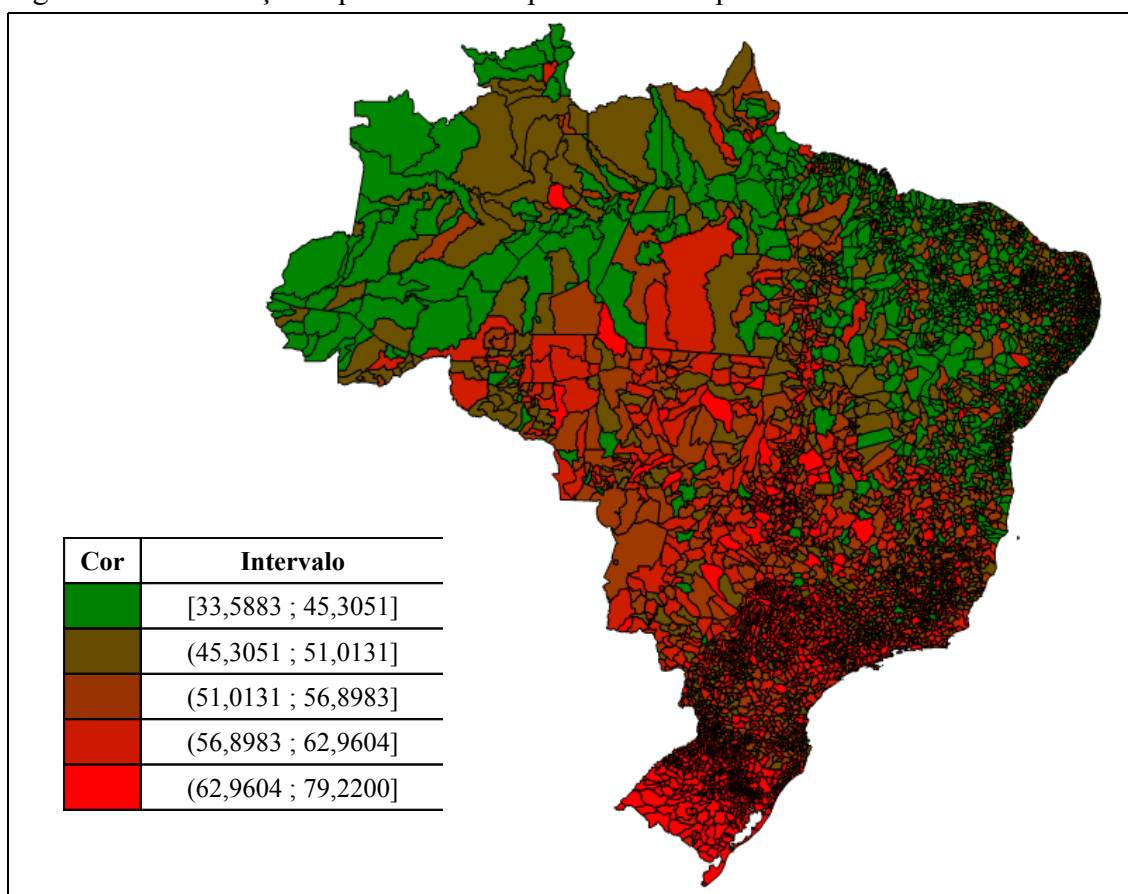 Cor Intervalo
[33,5883 ; 45,3051]
(45,3051 ; 51,0131]
(51,0131 ; 56,8983]
(56,8983 ; 62,9604]
(62,9604 ; 79,2200]